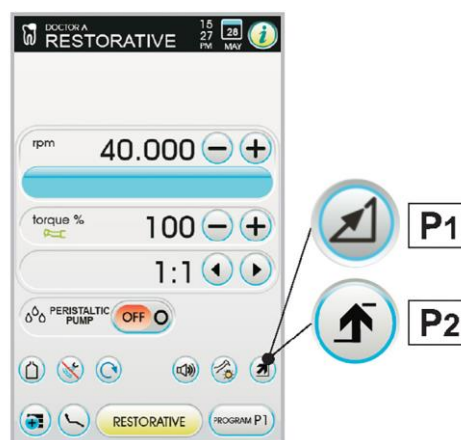 DOCTOR A
RESTORATIVE
15
27
PM
28
MAY
i
rpm
40.000
torque %
100
1:1
PERISTALTIC
PUMP
OFF
RESTORATIVE
PROGRAM P1
P1
P2